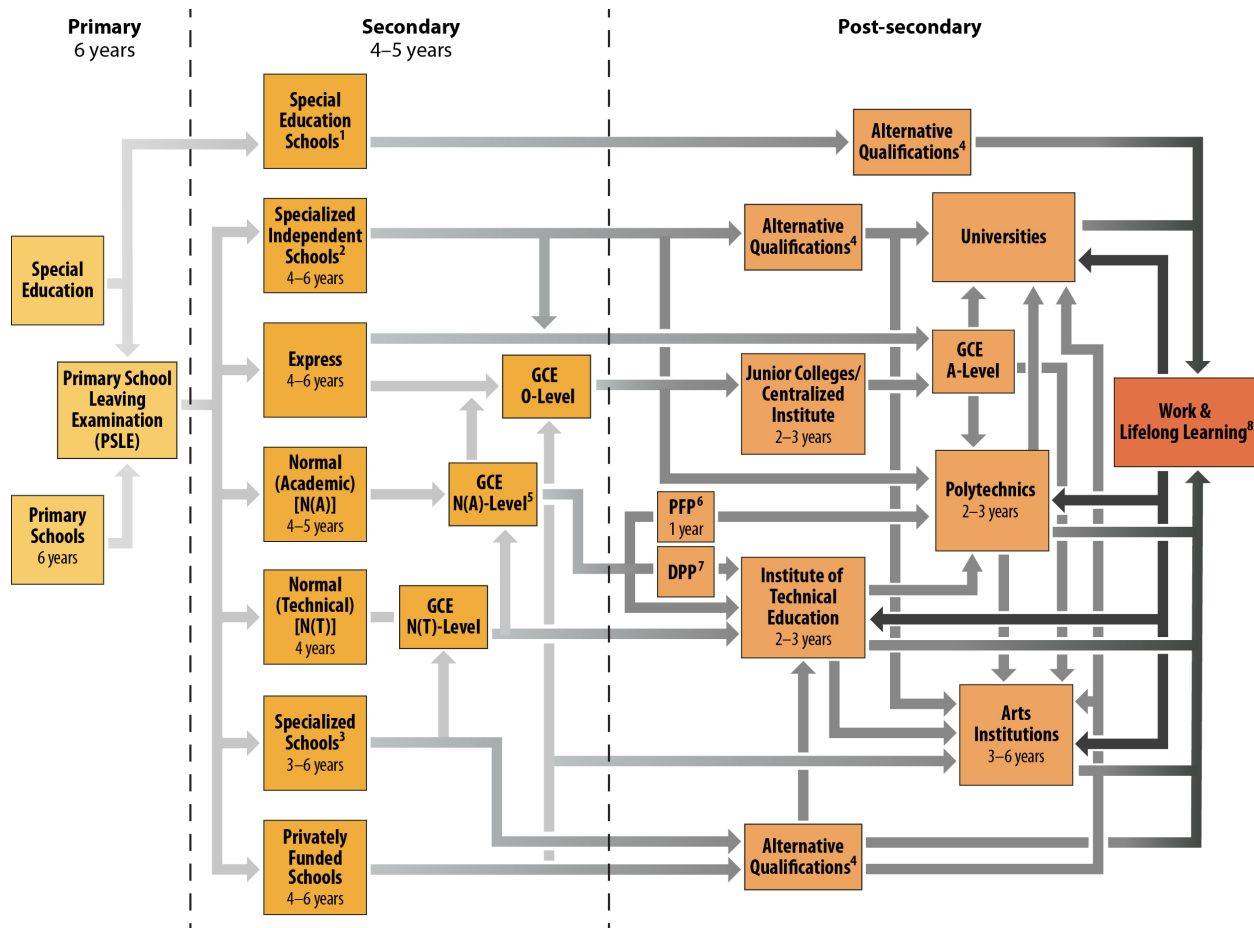 Primary
6 years
Secondary
4–5 years
Post-secondary
Special
Education
Primary School
Leaving
Examination
(PSLE)
Primary
Schools
6 years
Special
Education
Schools1
Specialized
Independent
Schools2
4–6 years
Express
4–6 years
Normal
(Academic)
[N(A)]
4–5 years
Normal
(Technical)
[N(T)]
4 years
Specialized
Schools3
3–6 years
Privately
Funded
Schools
4–6 years
GCE
O-Level
GCE
N(A)-Level5
GCE
N(T)-Level
Alternative
Qualifications4
Alternative
Qualifications4
Universities
Junior Colleges/
Centralized
Institute
2–3 years
GCE
A-Level
PFP6
1 year
DPP7
Polytechnics
2–3 years
Institute of
Technical
Education
2–3 years
Arts
Institutions
3–6 years
Alternative
Qualifications4
Work &
Lifelong Learning8